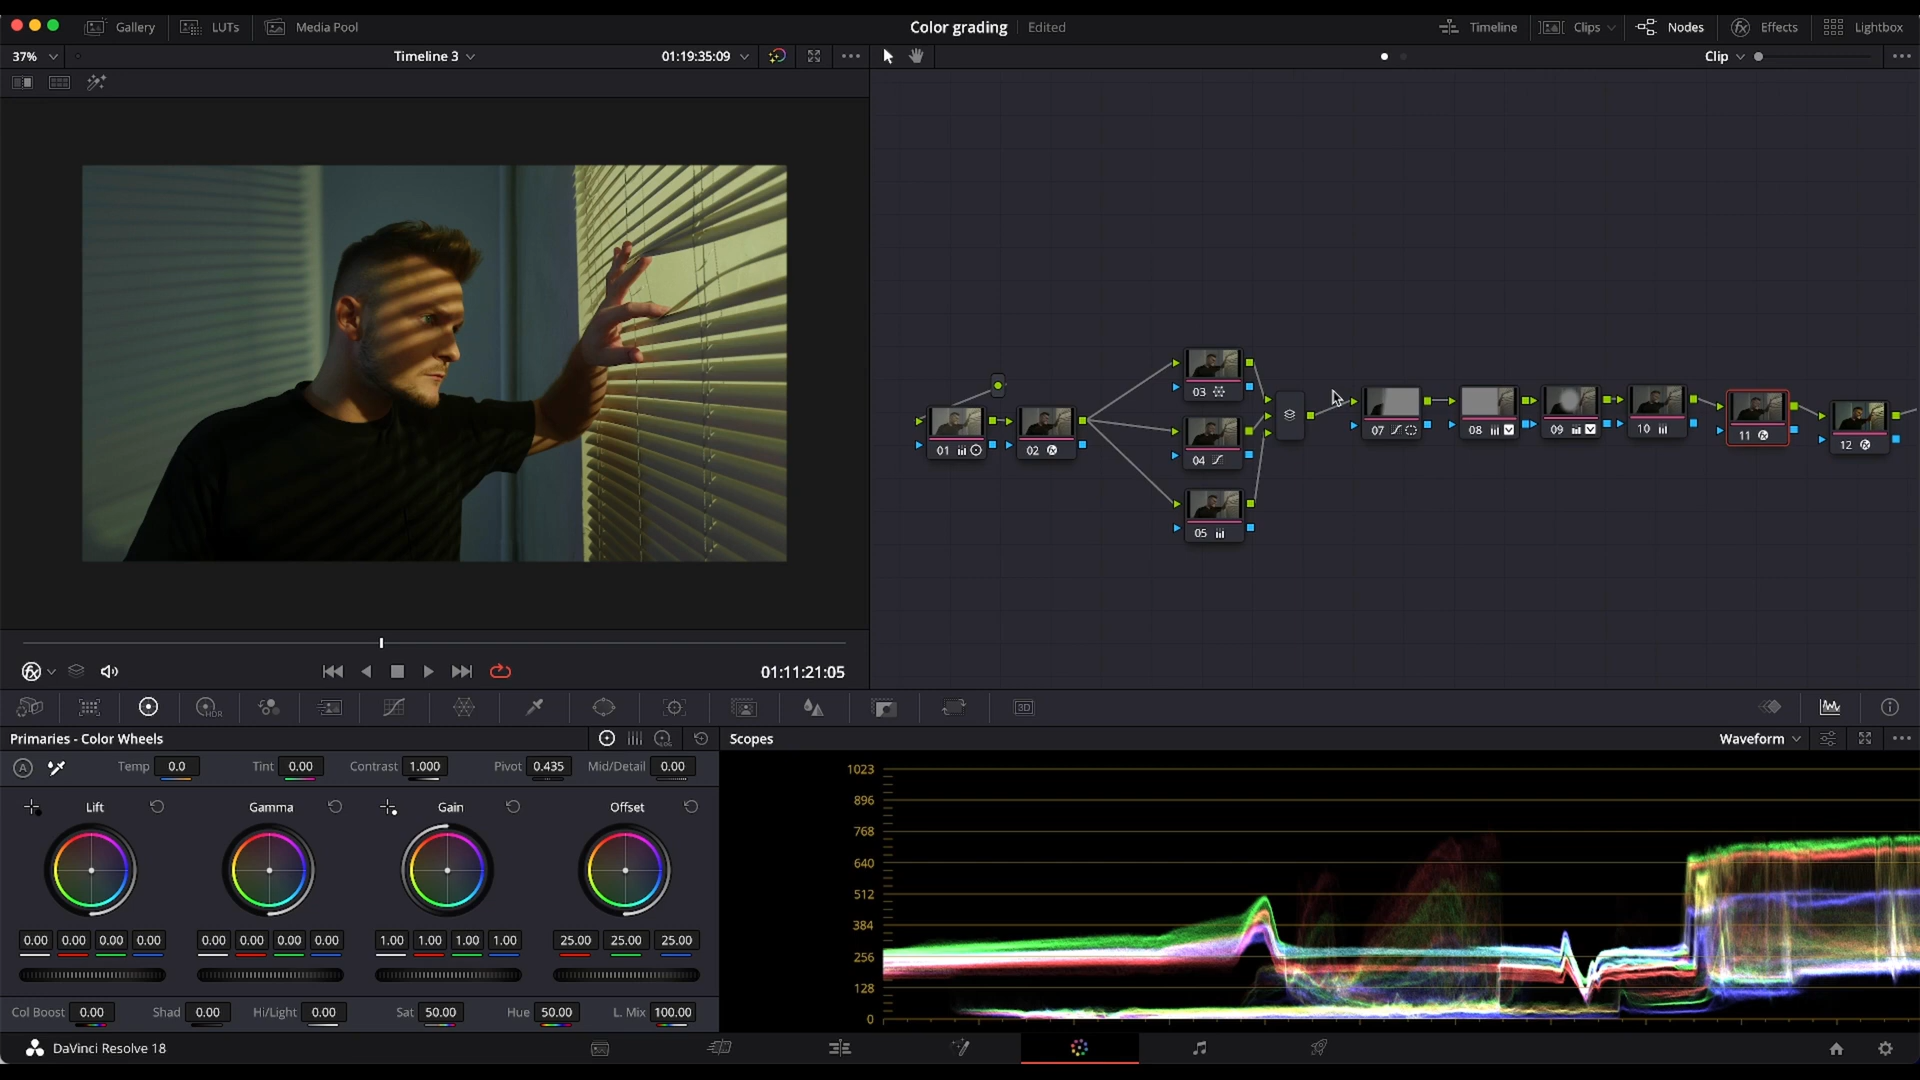 Gallery LUTs Media Pool Color grading Edited Timeline Clips Nodes Effects Lightbox
37% Timeline 3 01:19:35:09 Clip
03
04
05
01 02 07 08 09 10 11 12
01:11:21:05
HDR 3D
Primaries - Color Wheels
Scopes Waveform
A Temp 0.0 Tint 0.00 Contrast 1.000 Pivot 0.435 Mid/Detail 0.00
Lift Gamma Gain Offset
0.00 0.00 0.00 0.00 0.00 0.00 0.00 0.00 1.00 1.00 1.00 1.00 25.00 25.00 25.00
Col Boost 0.00 Shad 0.00 Hi/Light 0.00 Sat 50.00 Hue 50.00 L. Mix 100.00
1023
896
768
640
512
384
256
128
0
DaVinci Resolve 18